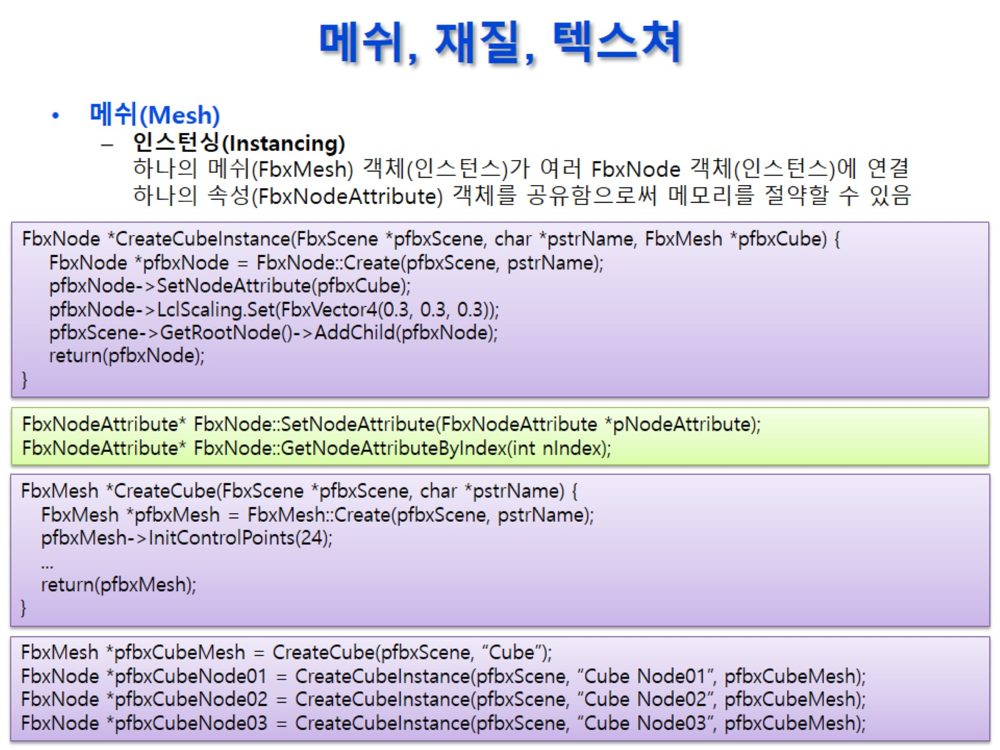 메쉬, 재질, 텍스쳐
• 메쉬(Mesh)
– 인스턴싱(Instancing)
하나의 메쉬(FbxMesh) 객체(인스턴스)가 여러 FbxNode 객체(인스턴스)에 연결
하나의 속성(FbxNodeAttribute) 객체를 공유함으로써 메모리를 절약할 수 있음
FbxNode *CreateCubeInstance(FbxScene *pfbxScene, char *pstrName, FbxMesh *pfbxCube) {
FbxNode *pfbxNode = FbxNode::Create(pfbxScene, pstrName);
pfbxNode->SetNodeAttribute(pfbxCube);
pfbxNode->LclScaling.Set(FbxVector4(0.3, 0.3, 0.3));
pfbxScene->GetRootNode()->AddChild(pfbxNode);
return(pfbxNode);
}
FbxNodeAttribute* FbxNode::SetNodeAttribute(FbxNodeAttribute *pNodeAttribute);
FbxNodeAttribute* FbxNode::GetNodeAttributeByIndex(int nIndex);
FbxMesh *CreateCube(FbxScene *pfbxScene, char *pstrName) {
FbxMesh *pfbxMesh = FbxMesh::Create(pfbxScene, pstrName);
pfbxMesh->InitControlPoints(24);
...
return(pfbxMesh);
}
FbxMesh *pfbxCubeMesh = CreateCube(pfbxScene, “Cube”);
FbxNode *pfbxCubeNode01 = CreateCubeInstance(pfbxScene, “Cube Node01”, pfbxCubeMesh);
FbxNode *pfbxCubeNode02 = CreateCubeInstance(pfbxScene, “Cube Node02”, pfbxCubeMesh);
FbxNode *pfbxCubeNode03 = CreateCubeInstance(pfbxScene, “Cube Node03”, pfbxCubeMesh);